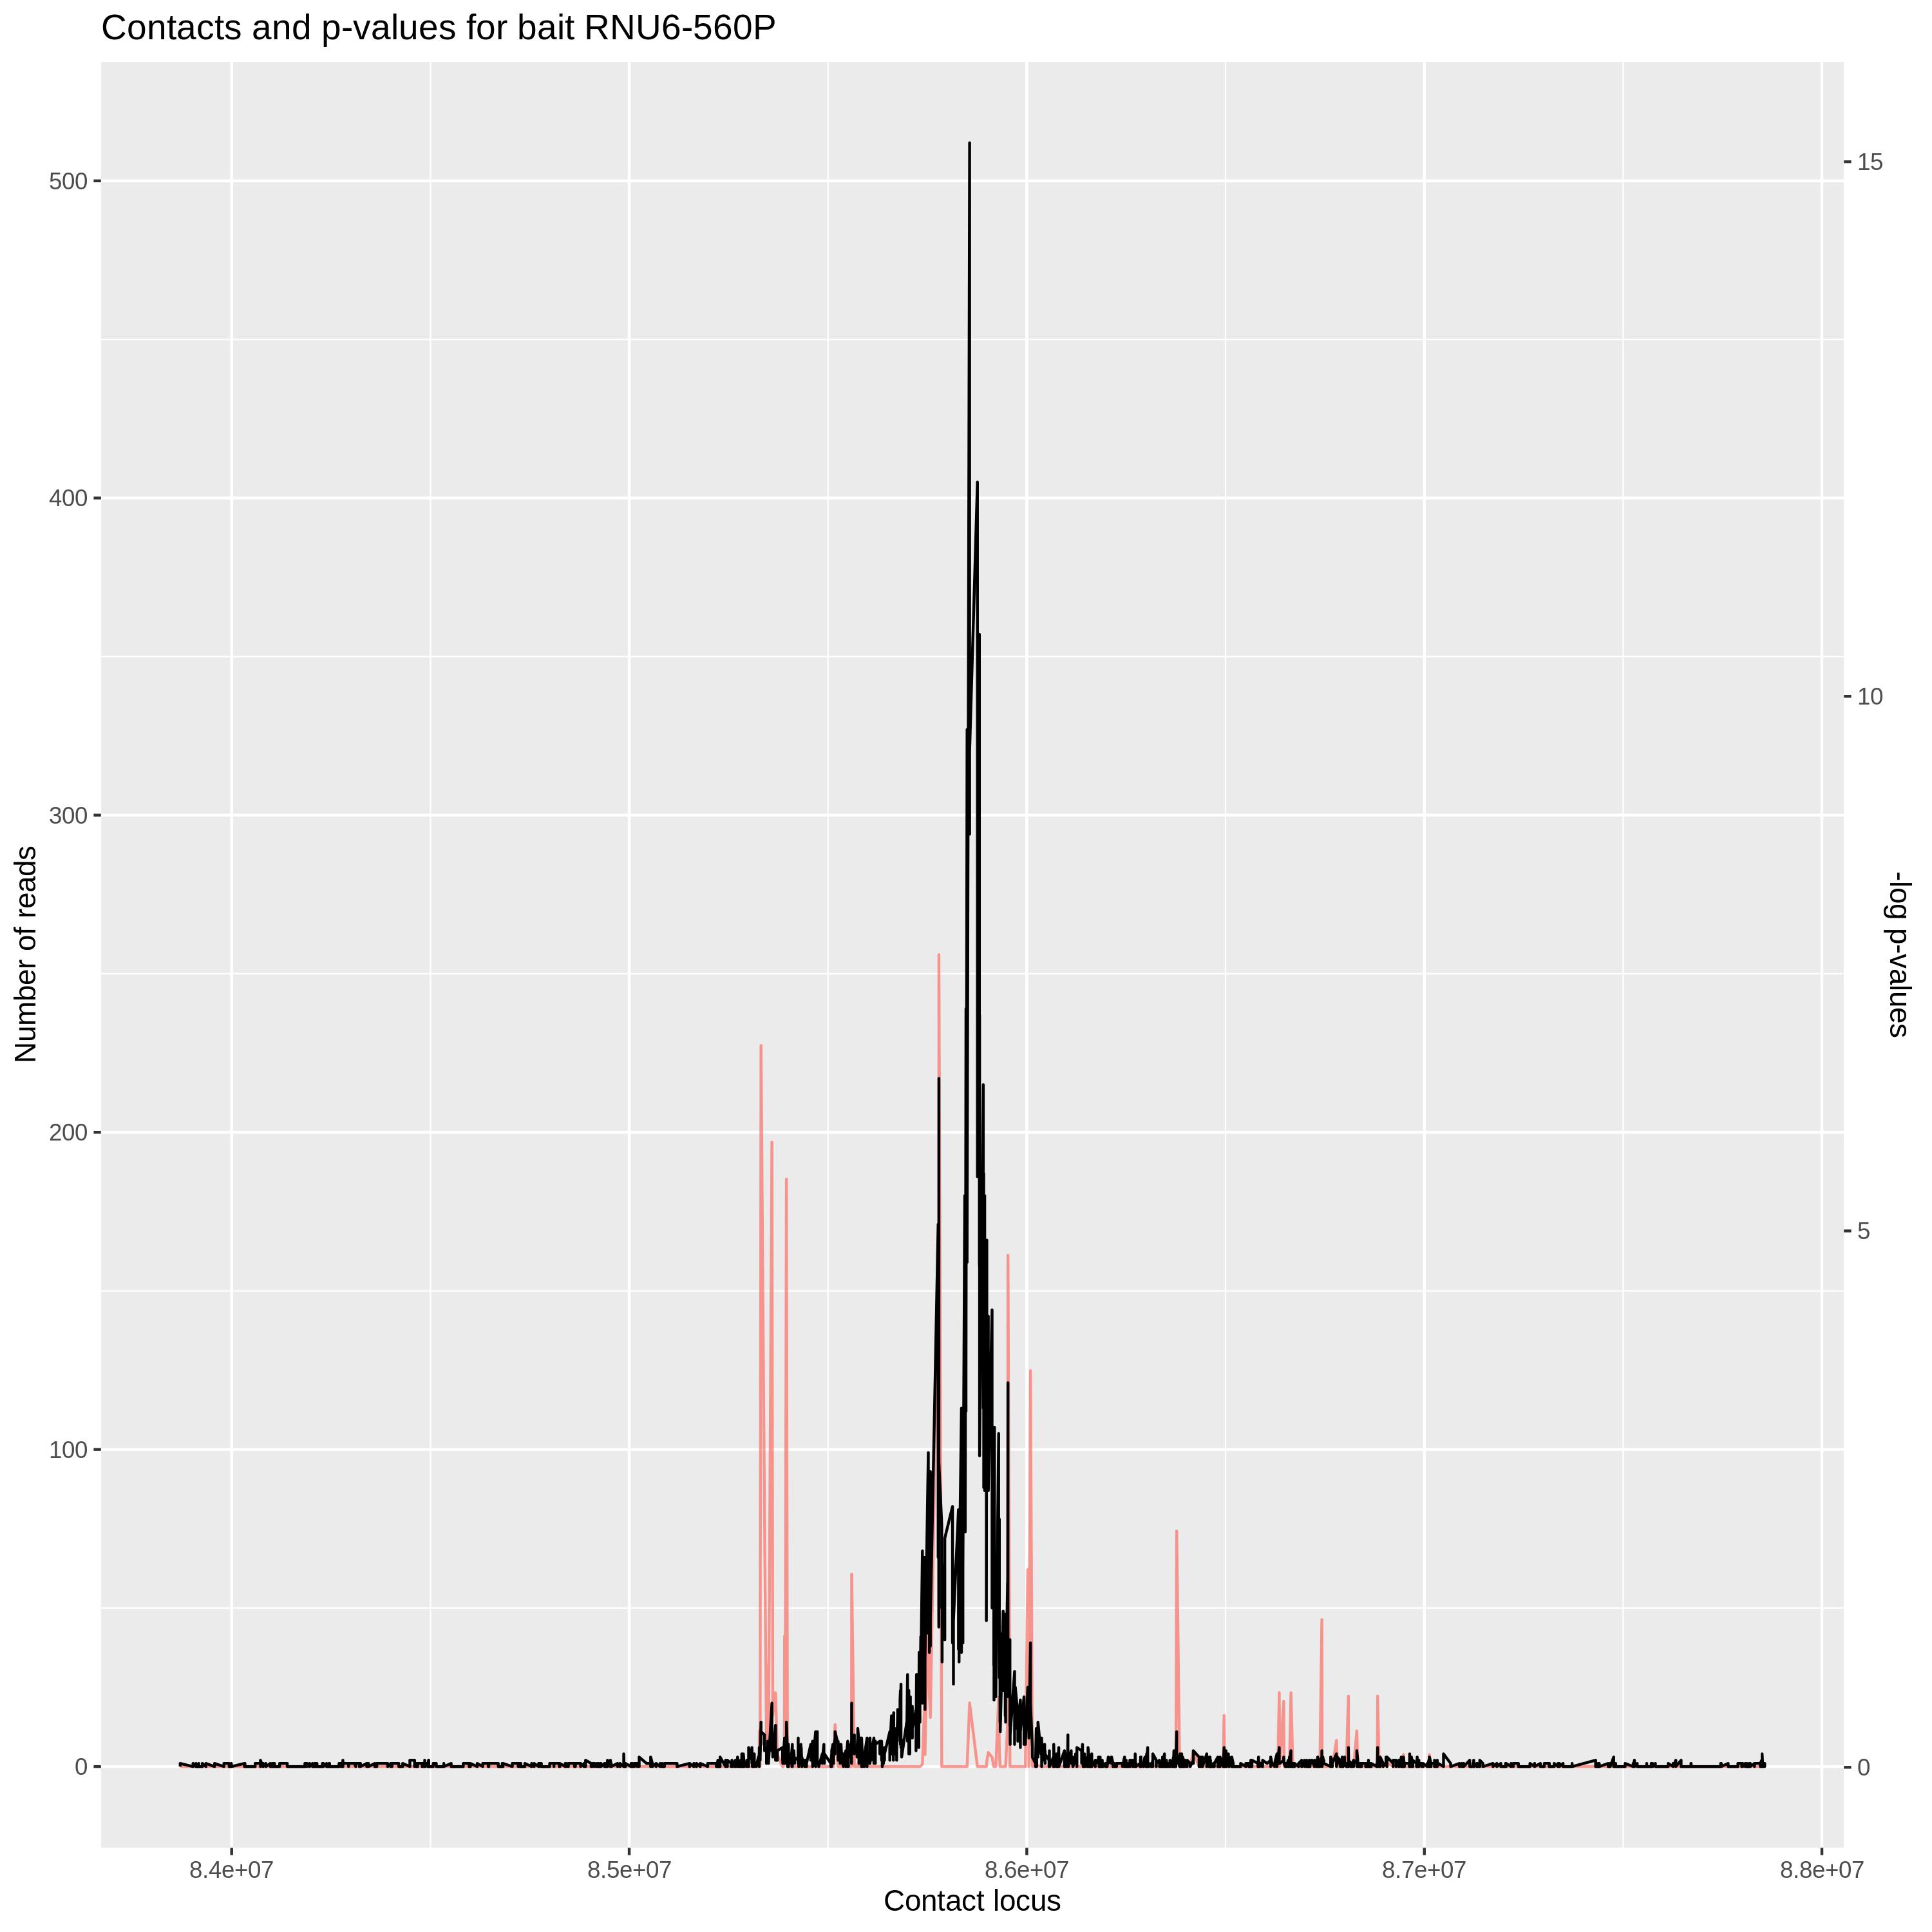 Contacts and p-values for bait RNU6-560P
500
400
300
200
100
0
Number of reads
15
10
5
0
-log p-values
8.4e+07
8.5e+07
8.6e+07
8.7e+07
8.8e+07
Contact locus